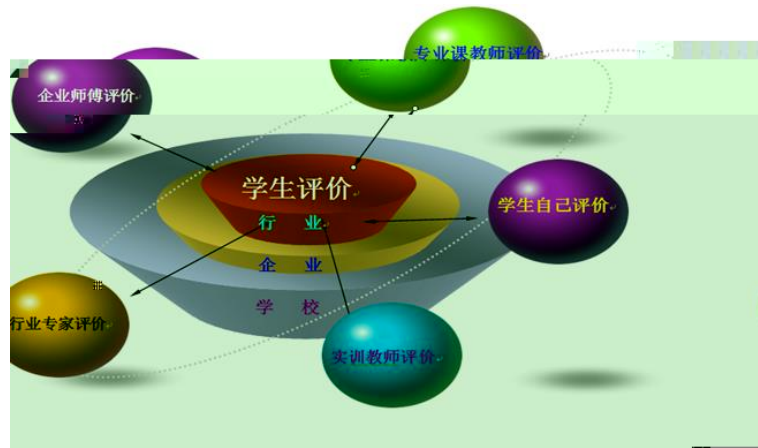 专业课教师评价
企业师傅评价
学生评价
学生自己评价
行 业
企 业
学 校
行业专家评价
实训教师评价